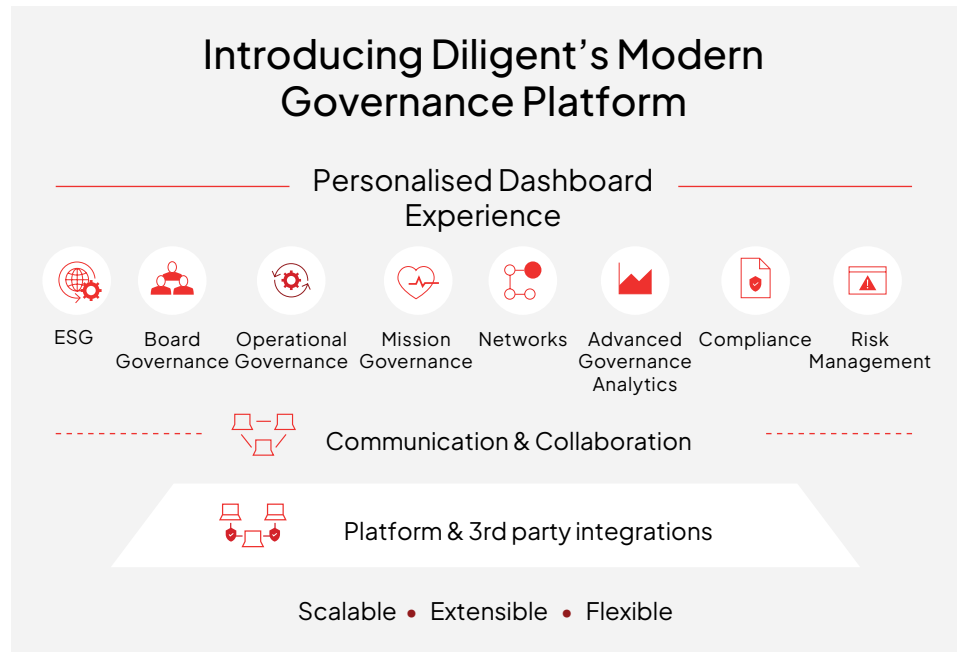 Introducing Diligent's Modern
Governance Platform
Personalised Dashboard
Experience
ESG
Board
Governance
Operational
Governance
Mission
Governance
Networks
Advanced
Governance
Analytics
Compliance
Risk
Management
Communication & Collaboration
Platform & 3rd party integrations
Scalable • Extensible • Flexible